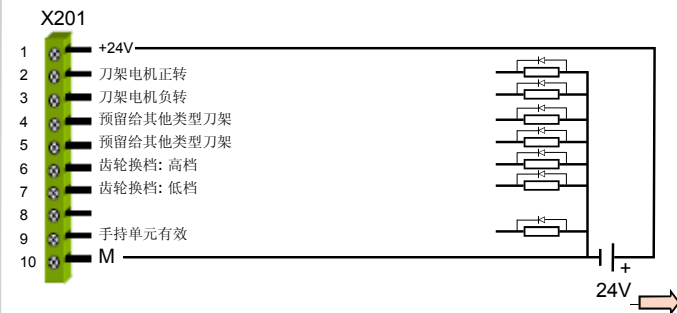 X201
1 +24V
2 刀架电机正转
3 刀架电机负转
4 预留给其他类型刀架
5 预留给其他类型刀架
6 齿轮换档: 高档
7 齿轮换档: 低档
8
9 手持单元有效
10 M
+
24V